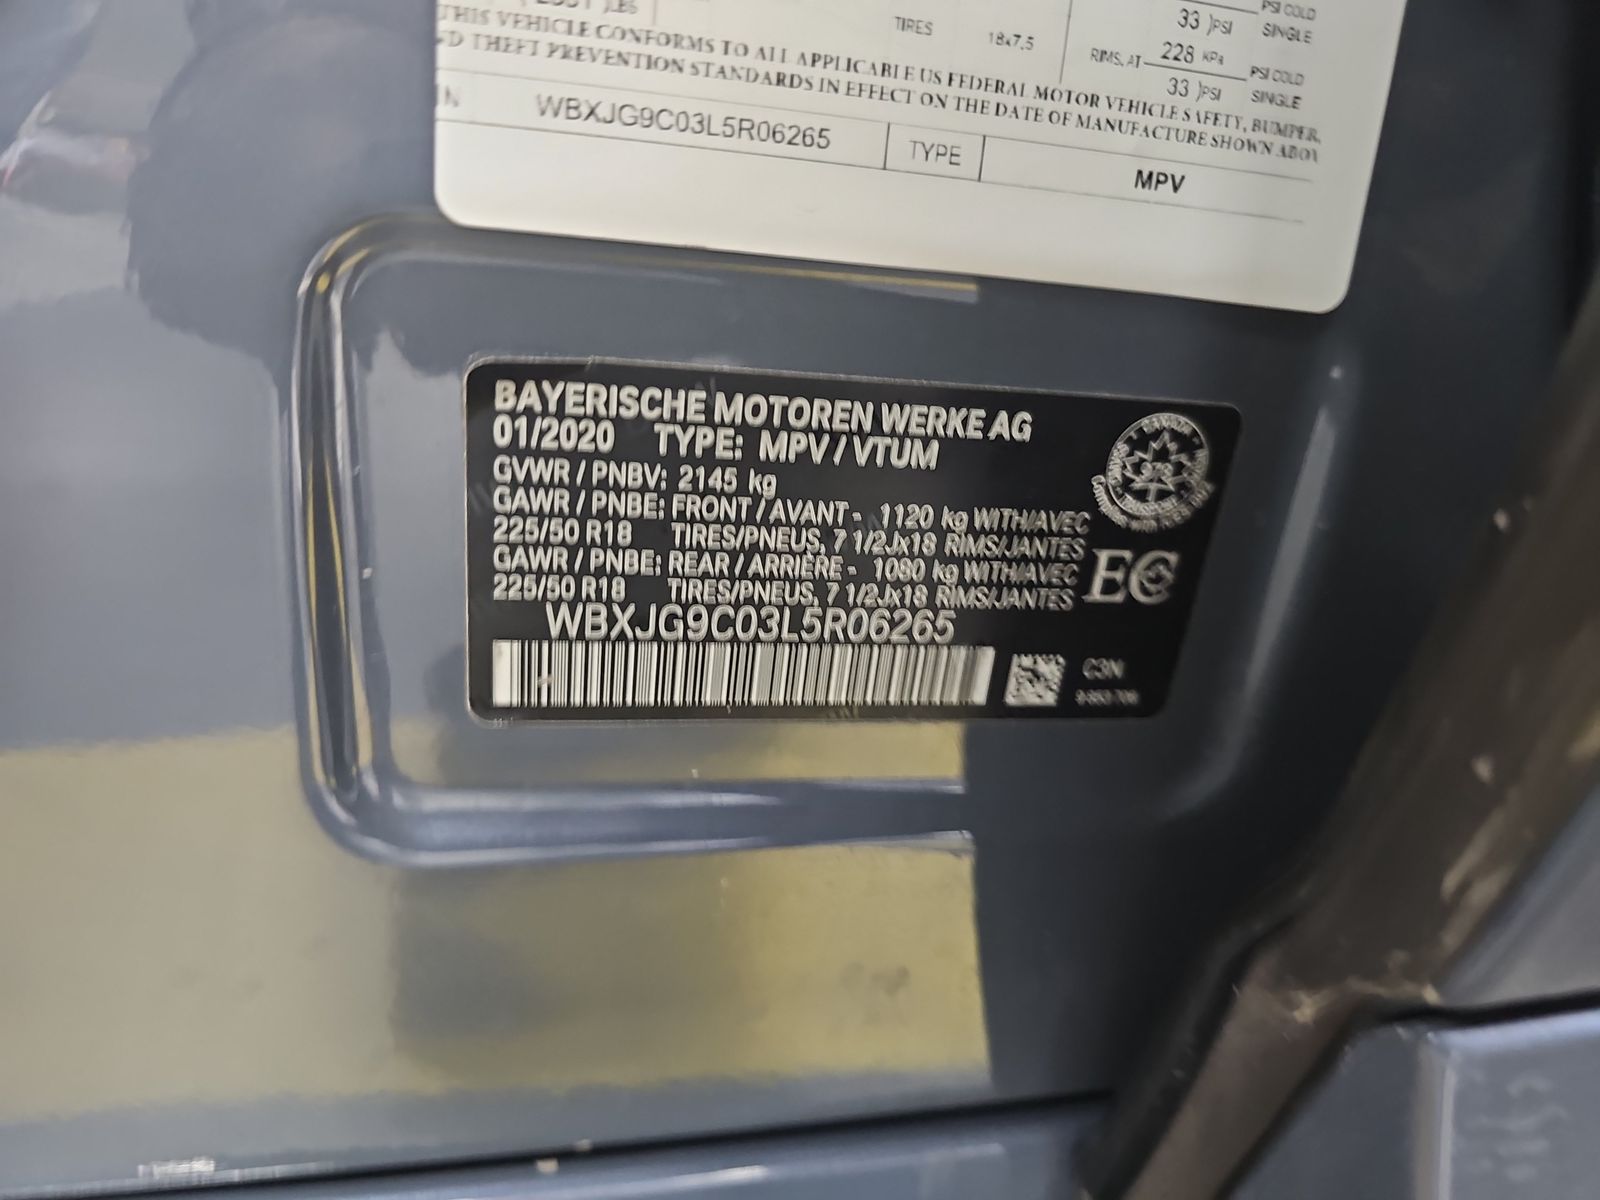 33 )PSI SINGLE
TIRES 18x7.5 RIMS, AT 228 KPa PSI COLD
33 )PSI SINGLE
THIS VEHICLE CONFORMS TO ALL APPLICABLE US FEDERAL MOTOR VEHICLE SAFETY, BUMPER,
THEFT PREVENTION STANDARDS IN EFFECT ON THE DATE OF MANUFACTURE SHOWN ABOV
WBXJG9C03L5R06265 TYPE MPV
BAYERISCHE MOTOREN WERKE AG
01/2020 TYPE: MPV / VTUM
GVWR / PNBV: 2145 kg
GAWR / PNBE: FRONT / AVANT - 1120 kg WITH/AVEC
225/50 R18 TIRES/PNEUS, 7 1/2Jx18 RIMS/JANTES
GAWR / PNBE: REAR / ARRIÈRE - 1080 kg WITH/AVEC
225/50 R18 TIRES/PNEUS, 7 1/2Jx18 RIMS/JANTES
EC
WBXJG9C03L5R06265
C3N